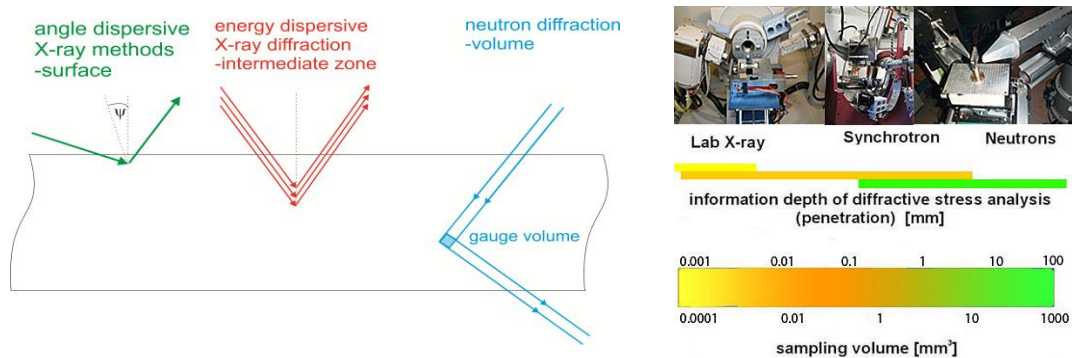 angle dispersive
X-ray methods
-surface
energy dispersive
X-ray diffraction
-intermediate zone
neutron diffraction
-volume
ψ
gauge volume
Lab X-ray
Synchrotron
Neutrons
information depth of diffractive stress analysis
(penetration) [mm]
0.001 0.01 0.1 1 10 100
0.0001 0.01 1 10 1000
sampling volume [mm³]